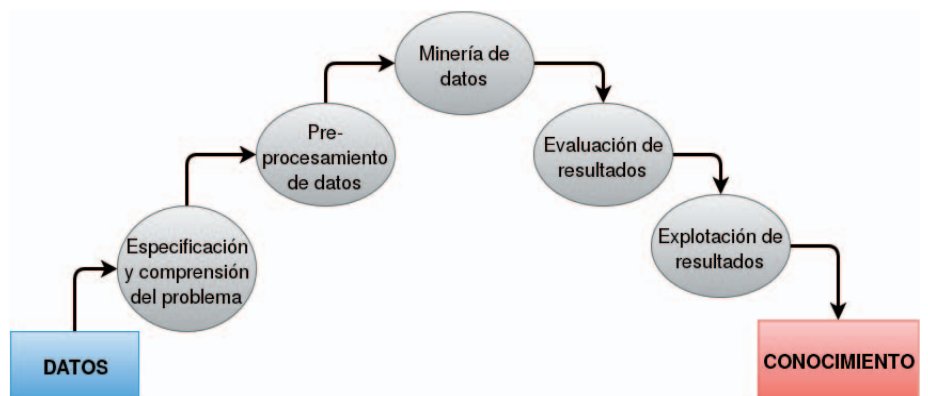 DATOS
Especificación
y comprensión
del problema
Pre-
procesamiento
de datos
Minería de
datos
Evaluación de
resultados
Explotación de
resultados
CONOCIMIENTO